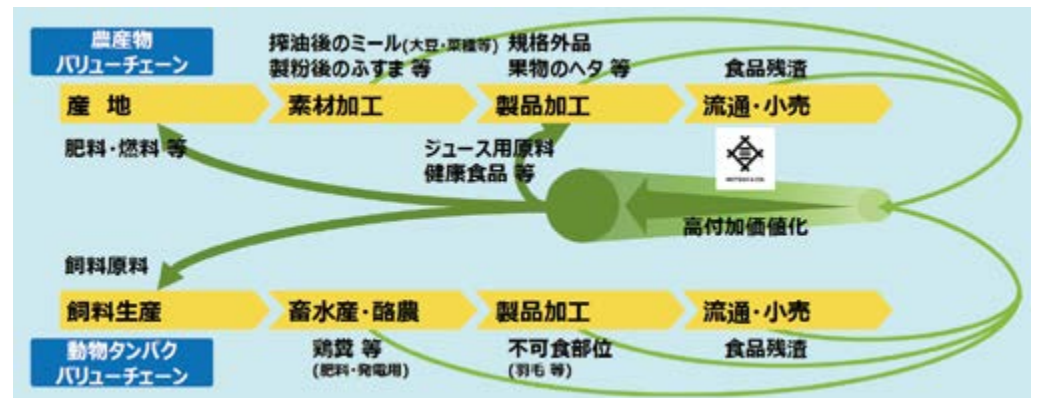 農産物
バリューチェーン
搾油後のミール(大豆・菜種等)
製粉後のふすま 等
規格外品
果物のヘタ 等
食品残渣
産 地
素材加工
製品加工
流通・小売
肥料・燃料 等
ジュース用原料
健康食品 等
MITSUI & CO.
高付加価値化
飼料原料
飼料生産
畜水産・酪農
製品加工
流通・小売
動物タンパク
バリューチェーン
鶏糞 等
(肥料・発電用)
不可食部位
(羽毛 等)
食品残渣